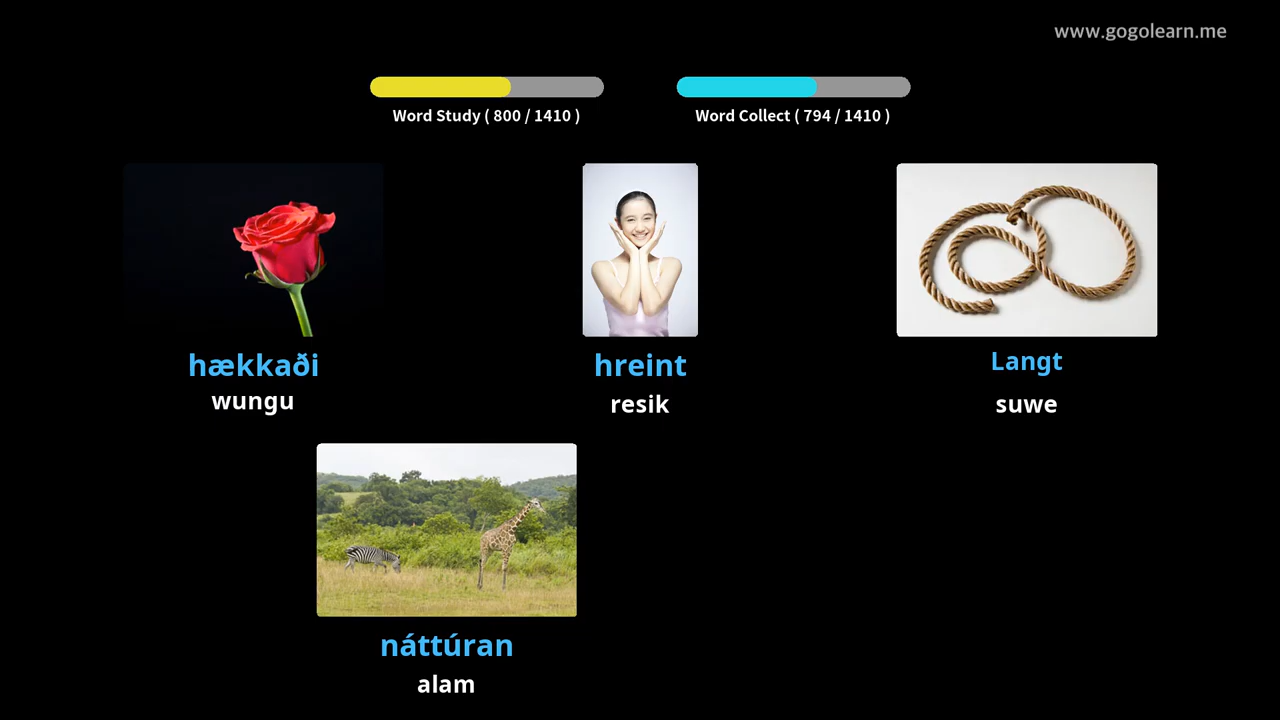 www.gogolearn.me
Word Study ( 800 / 1410 )
Word Collect ( 794 / 1410 )
hækkaði
wungu
hreint
resik
Langt
suwe
náttúran
alam